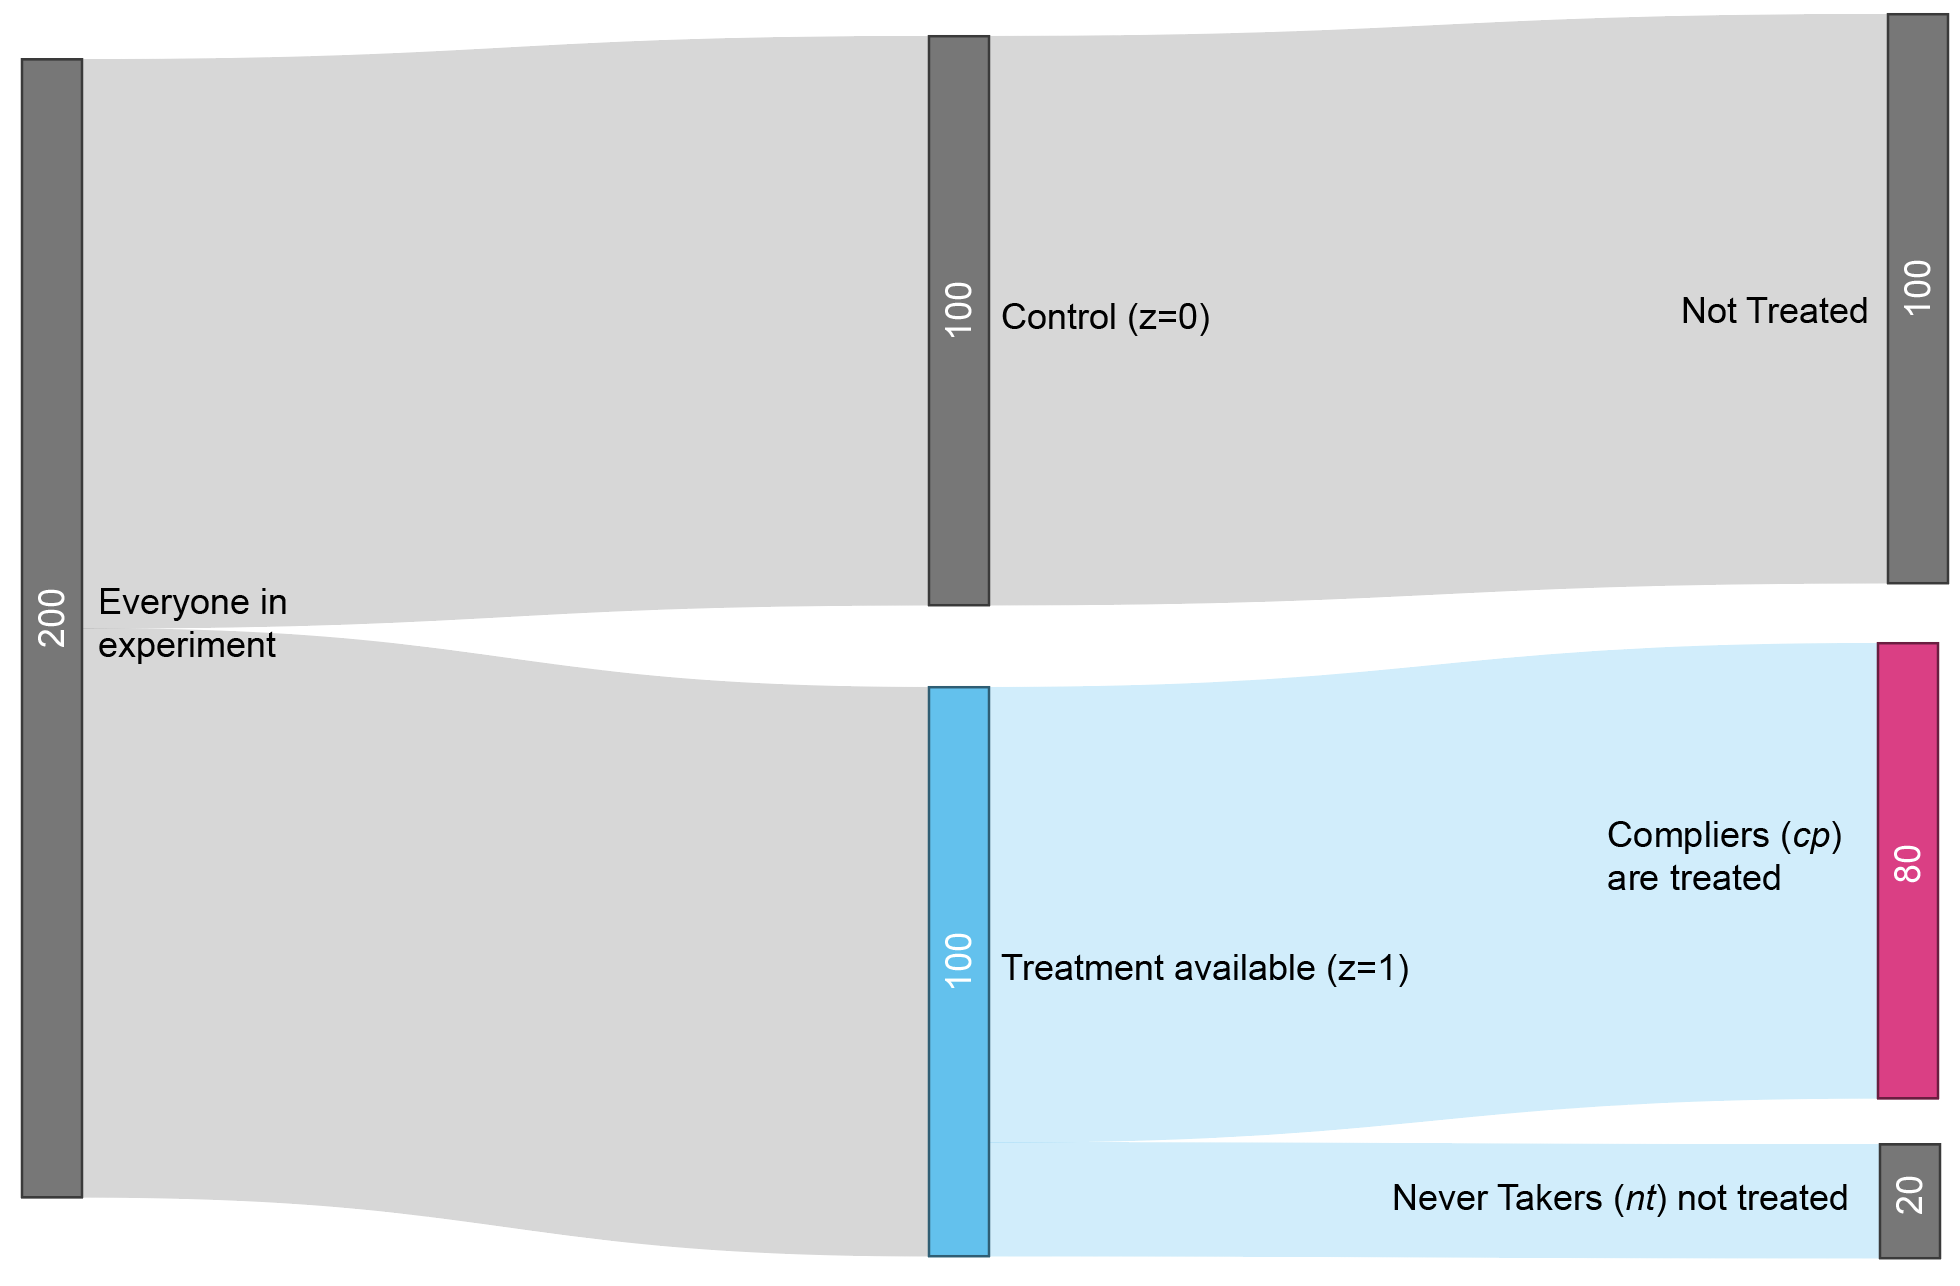 200
Everyone in
experiment
100
Control (z=0)
Not Treated
100
100
Treatment available (z=1)
Compliers (cp)
are treated
80
Never Takers (nt) not treated
20